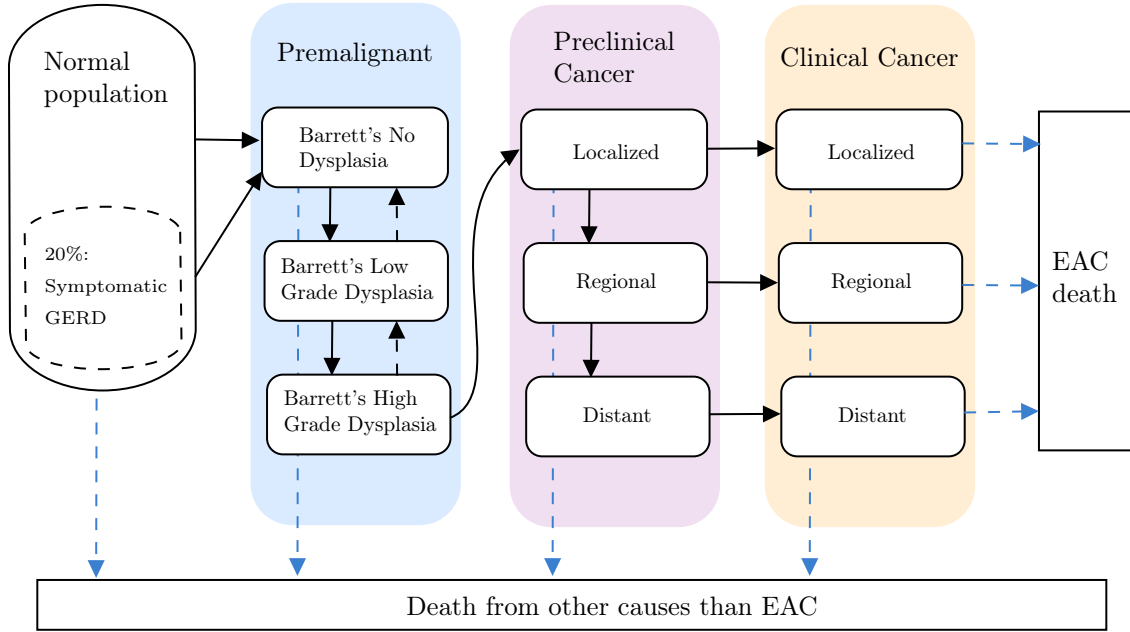 Normal
population
20%:
Symptomatic
GERD
Premalignant
Barrett's No
Dysplasia
Barrett's Low
Grade Dysplasia
Barrett's High
Grade Dysplasia
Preclinical
Cancer
Localized
Regional
Distant
Clinical Cancer
Localized
Regional
Distant
EAC
death
Death from other causes than EAC